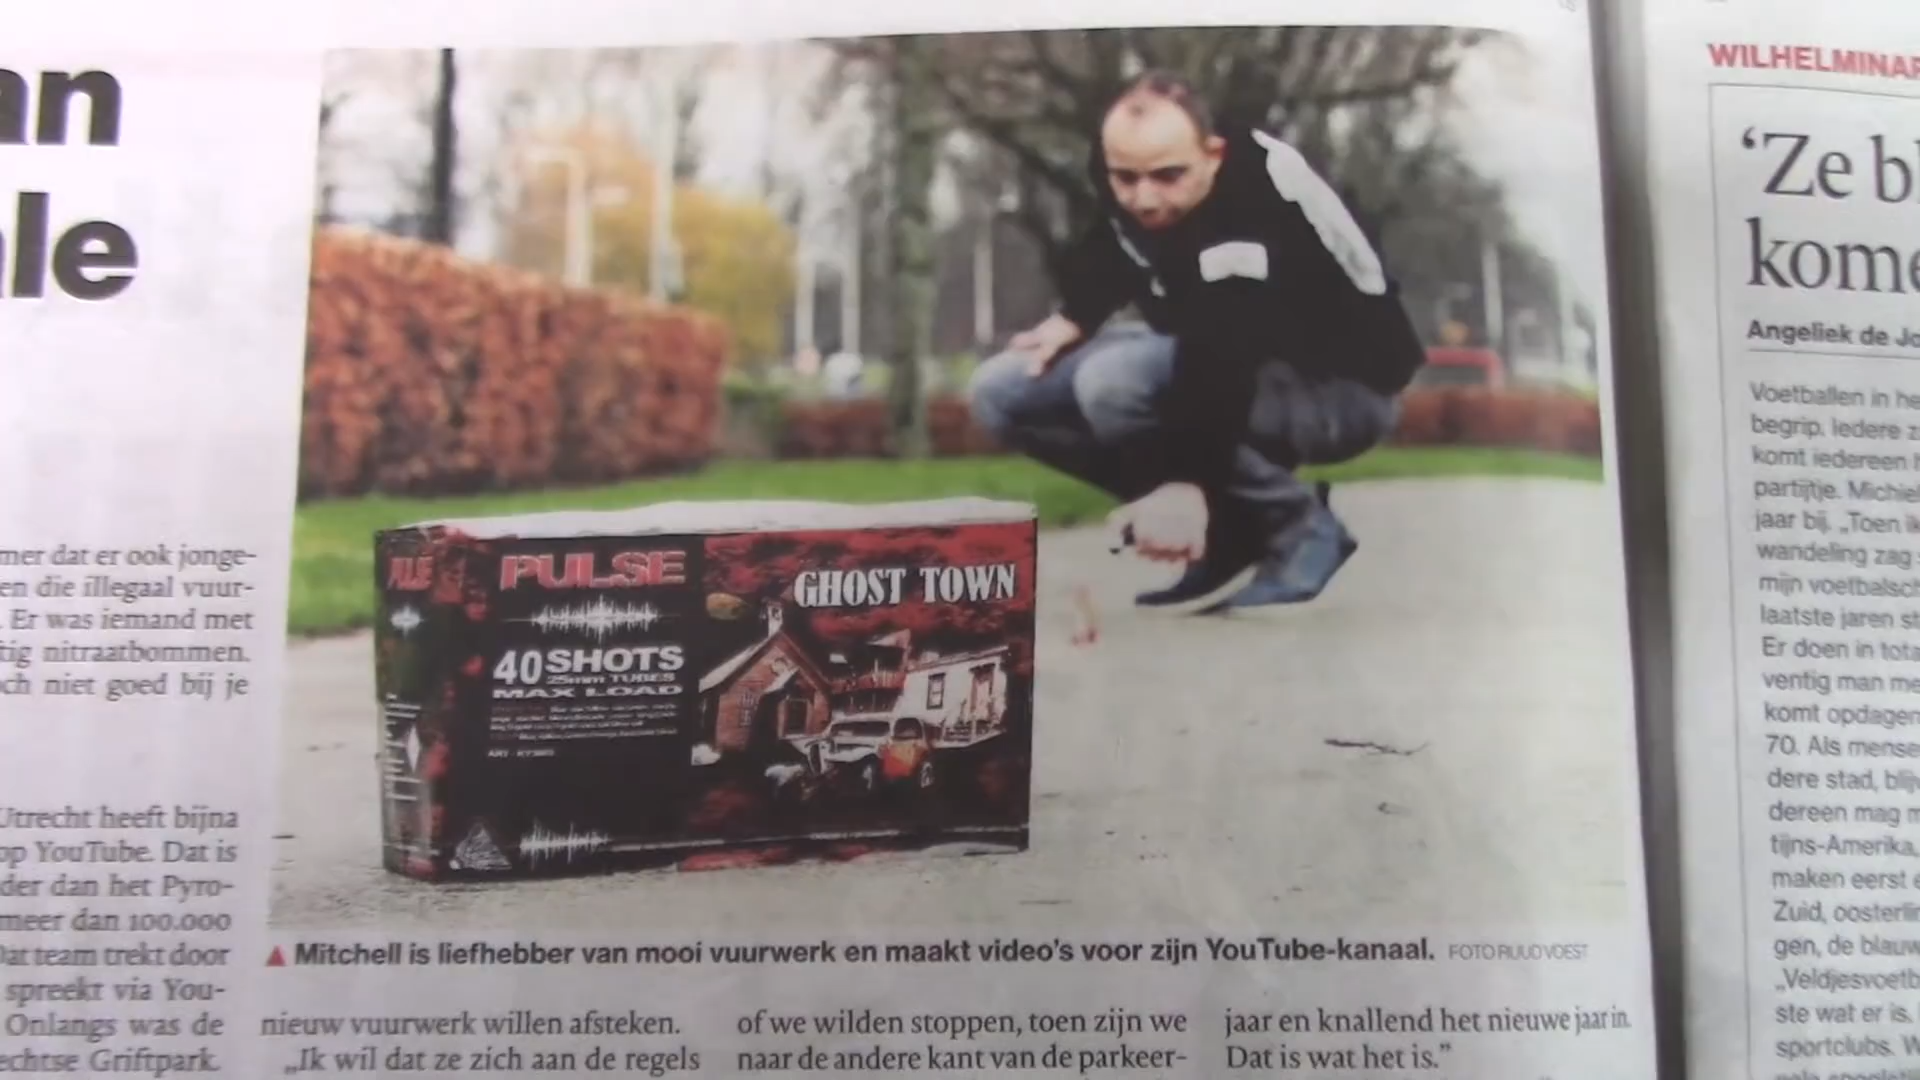 an
ale
mer dat er ook jonge-
en die illegaal vuur-
. Er was iemand met
tig nitraatbommen.
och niet goed bij je
Utrecht heeft bijna
op YouTube. Dat is
der dan het Pyro-
meer dan 100.000
Dat team trekt door
spreekt via You-
Onlangs was de
echtse Griftpark.
PULSE
40 SHOTS
25mm TUBES
MAX LOAD
GHOST TOWN
▲ Mitchell is liefhebber van mooi vuurwerk en maakt video's voor zijn YouTube-kanaal. FOTO RUUD VOEST
nieuw vuurwerk willen afsteken.
„Ik wil dat ze zich aan de regels
of we wilden stoppen, toen zijn we
naar de andere kant van de parkeer-
jaar en knallend het nieuwe jaar in.
Dat is wat het is.”
WILHELMINAP
‘Ze bl
kome
Angeliek de Jo
Voetballen in he
begrip. Iedere z
komt iedereen h
partijtje. Michiel
jaar bij. „Toen ik
wandeling zag
mijn voetbalsch
laatste jaren st
Er doen in tota
ventig man me
komt opdagen
70. Als mense
dere stad, blij
dereen mag m
tijns-Amerika,
maken eerst e
Zuid, oosterlin
gen, de blauw
„Veldjesvoetb
ste wat er is.
sportclubs. W